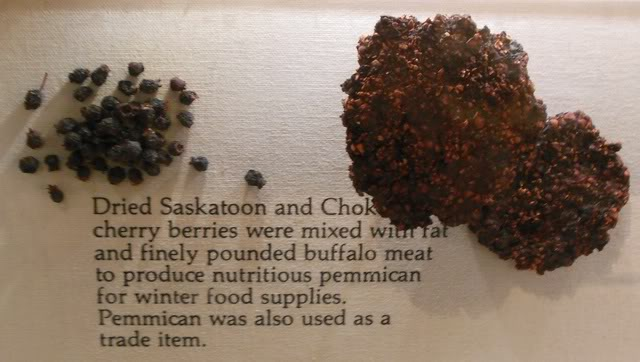 Dried Saskatoon and Chok
cherry berries were mixed with fat
and finely pounded buffalo meat
to produce nutritious pemmican
for winter food supplies.
Pemmican was also used as a
trade item.